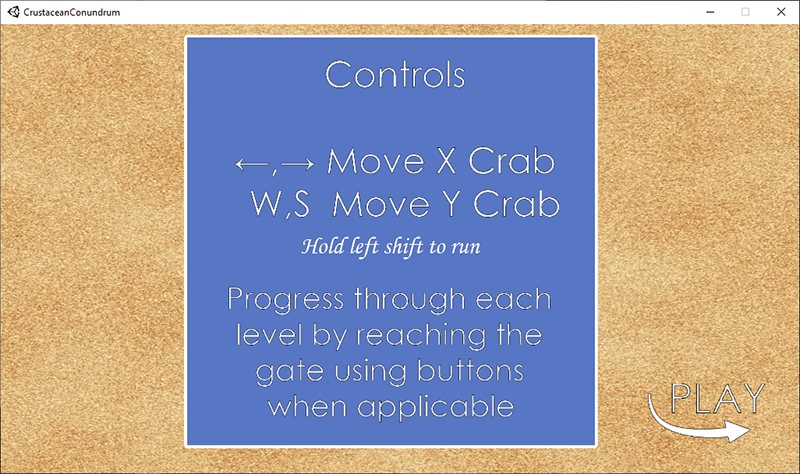 CrustaceanConundrum
Controls
←,→ Move X Crab
W,S Move Y Crab
Hold left shift to run
Progress through each
level by reaching the
gate using buttons
when applicable
PLAY